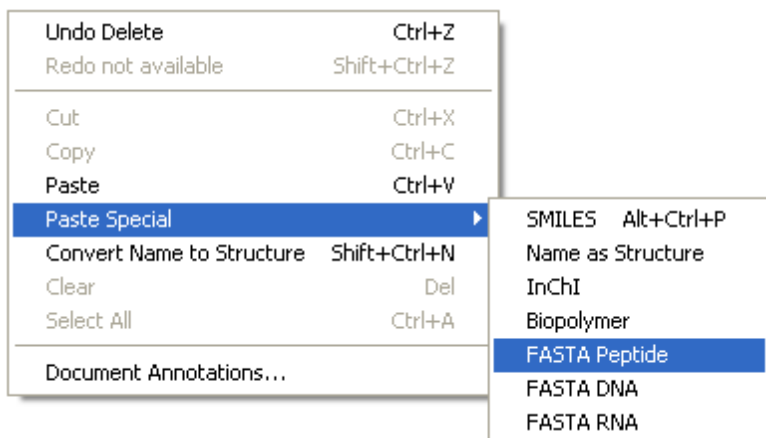 Undo Delete Ctrl+Z
Redo not available Shift+Ctrl+Z
Cut Ctrl+X
Copy Ctrl+C
Paste Ctrl+V
Paste Special
Convert Name to Structure Shift+Ctrl+N
Clear Del
Select All Ctrl+A
Document Annotations...
SMILES Alt+Ctrl+P
Name as Structure
InChI
Biopolymer
FASTA Peptide
FASTA DNA
FASTA RNA